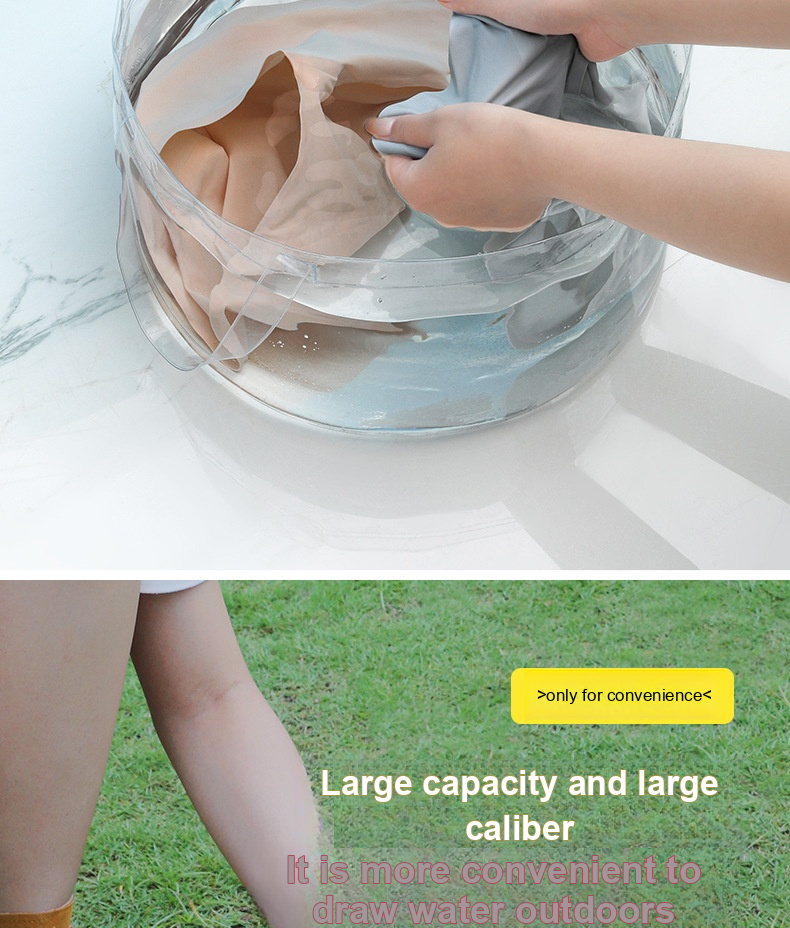 >only for convenience<
Large capacity and large
caliber
It is more convenient to
draw water outdoors